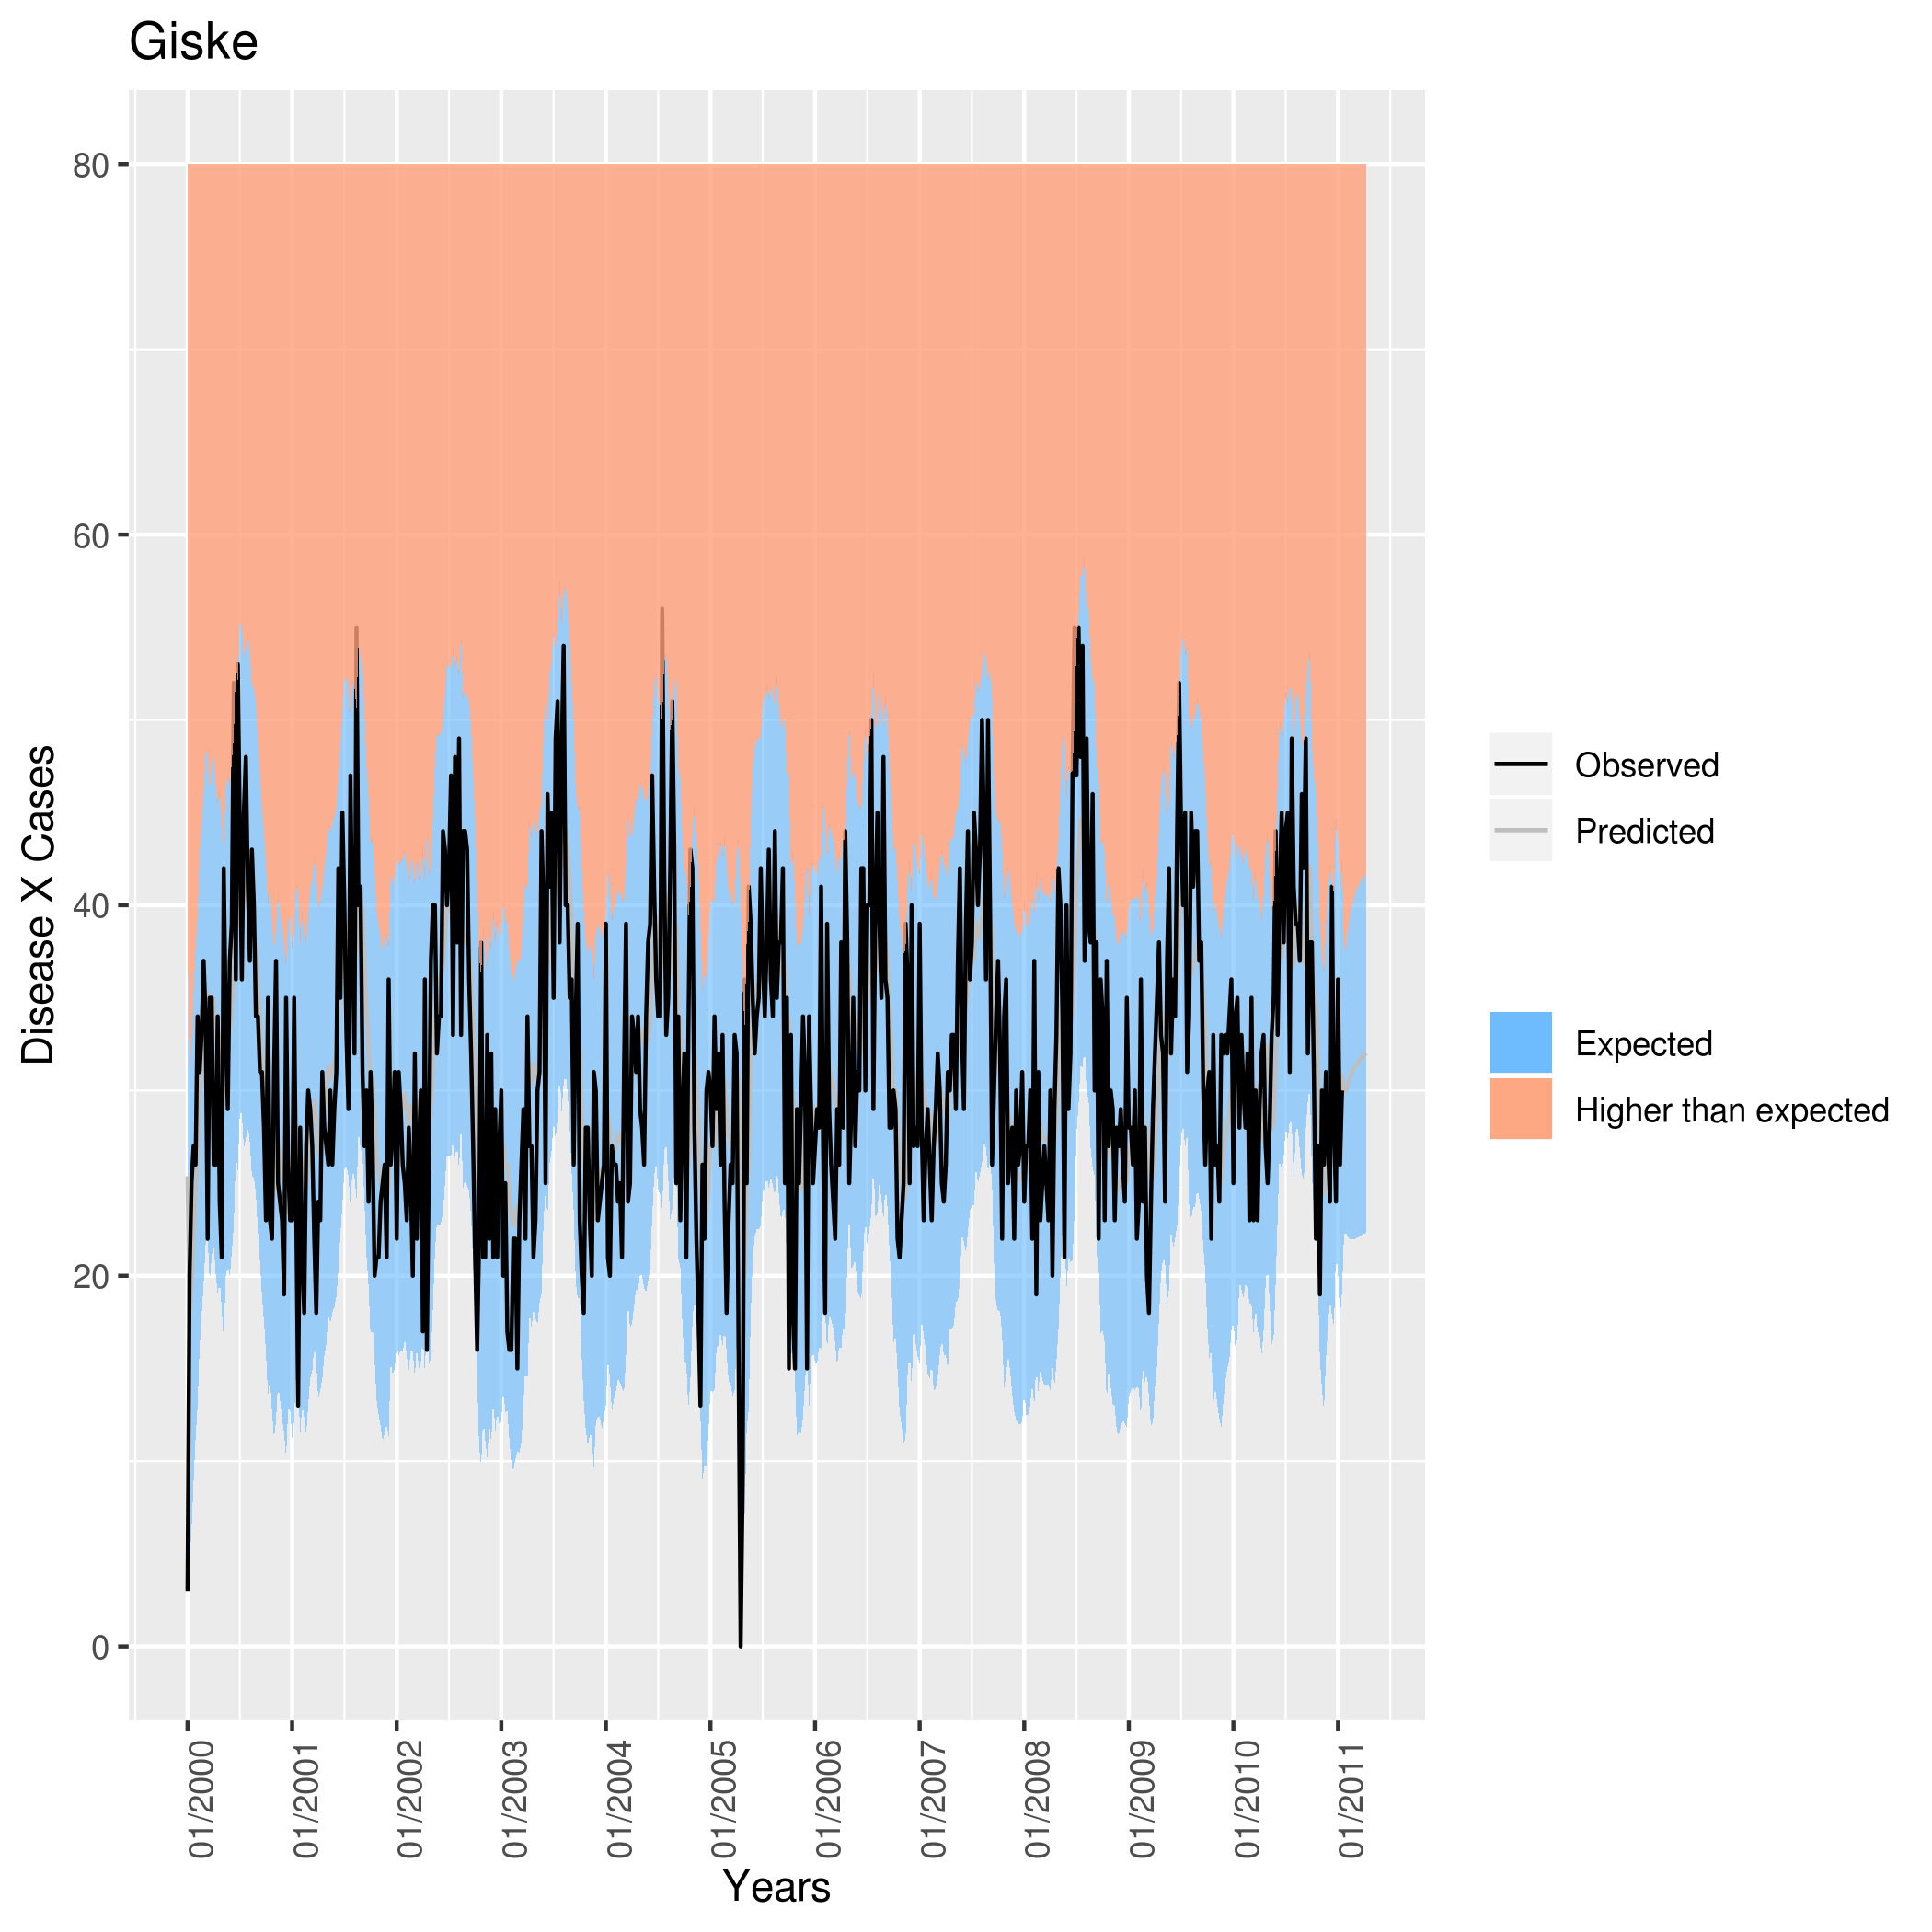 Giske
Disease X Cases
80
60
40
20
0
01/2000
01/2001
01/2002
01/2003
01/2004
01/2005
01/2006
01/2007
01/2008
01/2009
01/2010
01/2011
Years
Observed
Predicted
Expected
Higher than expected